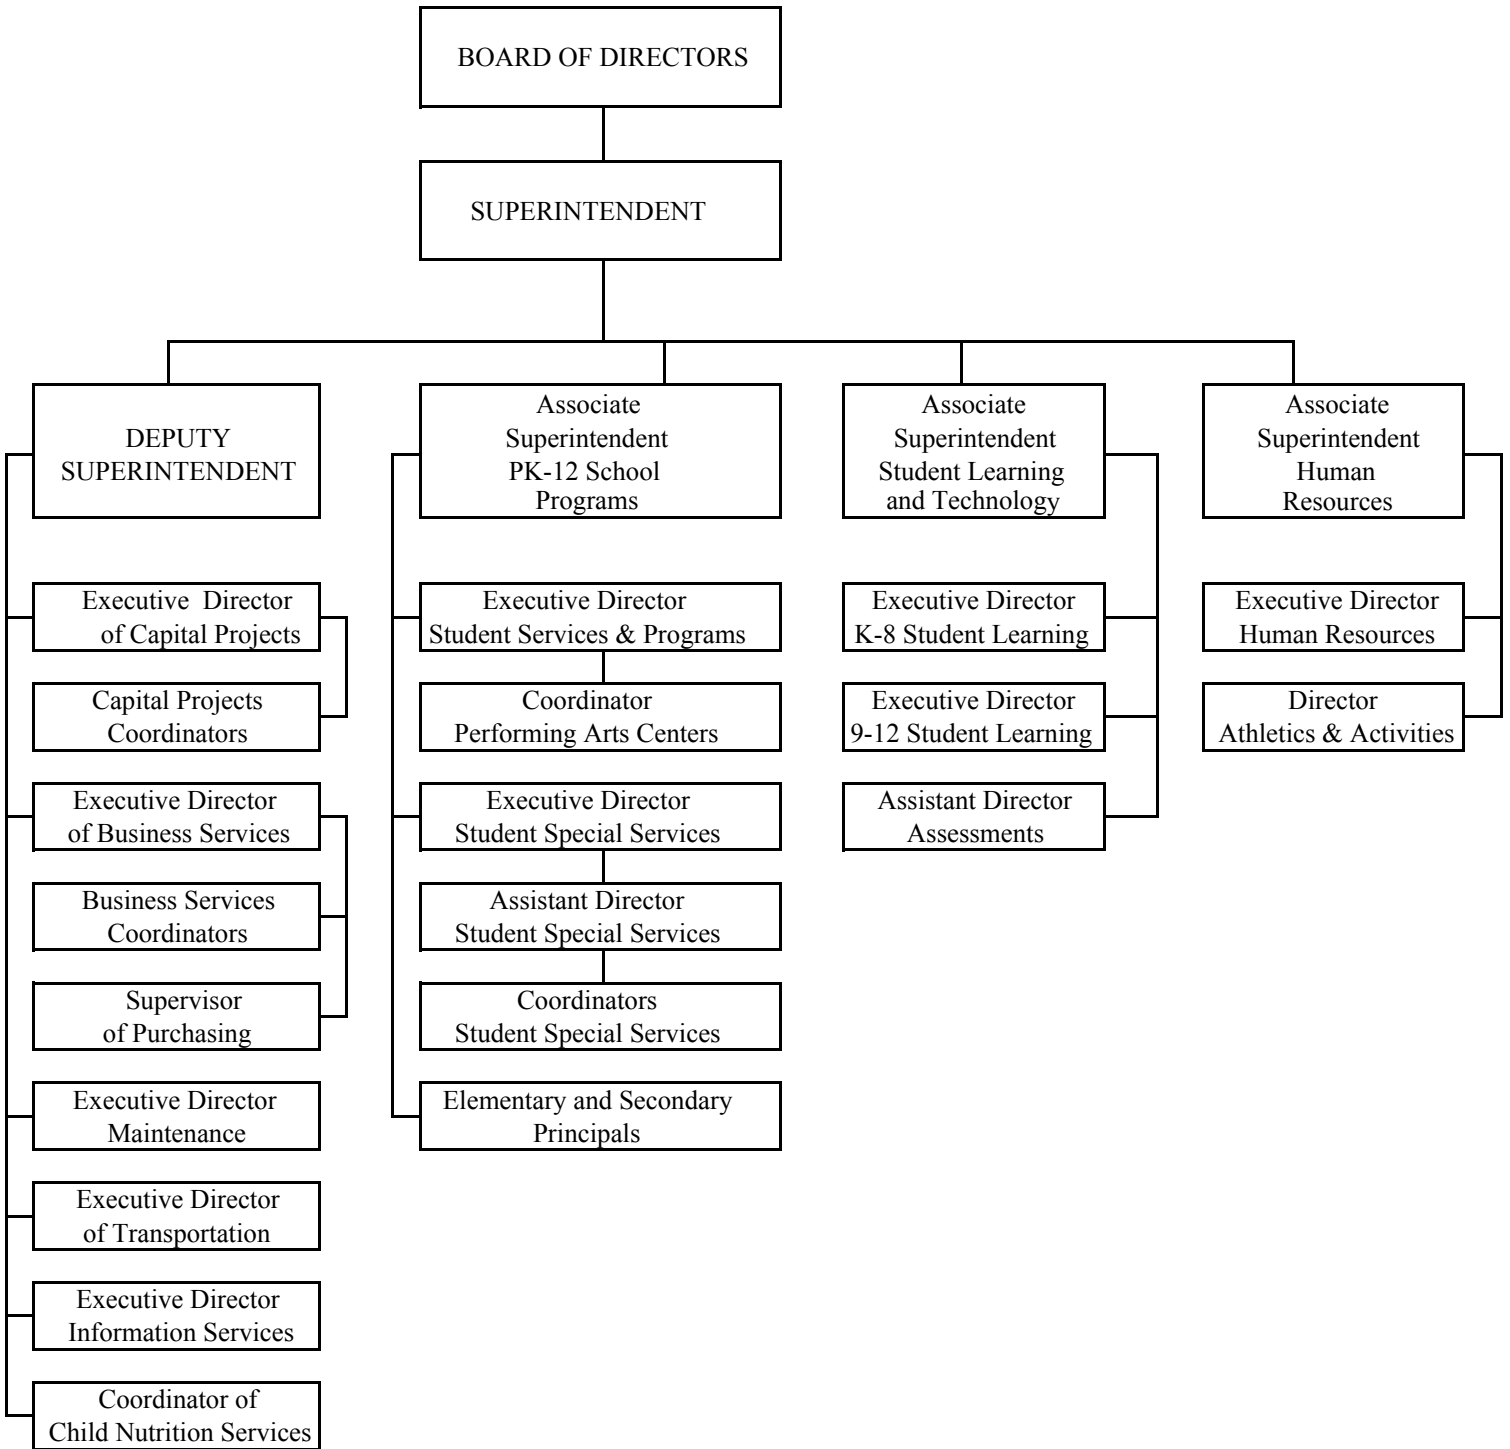 BOARD OF DIRECTORS
SUPERINTENDENT
DEPUTY
SUPERINTENDENT
Executive Director
of Capital Projects
Capital Projects
Coordinators
Executive Director
of Business Services
Business Services
Coordinators
Supervisor
of Purchasing
Executive Director
Maintenance
Executive Director
of Transportation
Executive Director
Information Services
Coordinator of
Child Nutrition Services
Associate
Superintendent
PK-12 School
Programs
Executive Director
Student Services & Programs
Coordinator
Performing Arts Centers
Executive Director
Student Special Services
Assistant Director
Student Special Services
Coordinators
Student Special Services
Elementary and Secondary
Principals
Associate
Superintendent
Student Learning
and Technology
Executive Director
K-8 Student Learning
Executive Director
9-12 Student Learning
Assistant Director
Assessments
Associate
Superintendent
Human
Resources
Executive Director
Human Resources
Director
Athletics & Activities